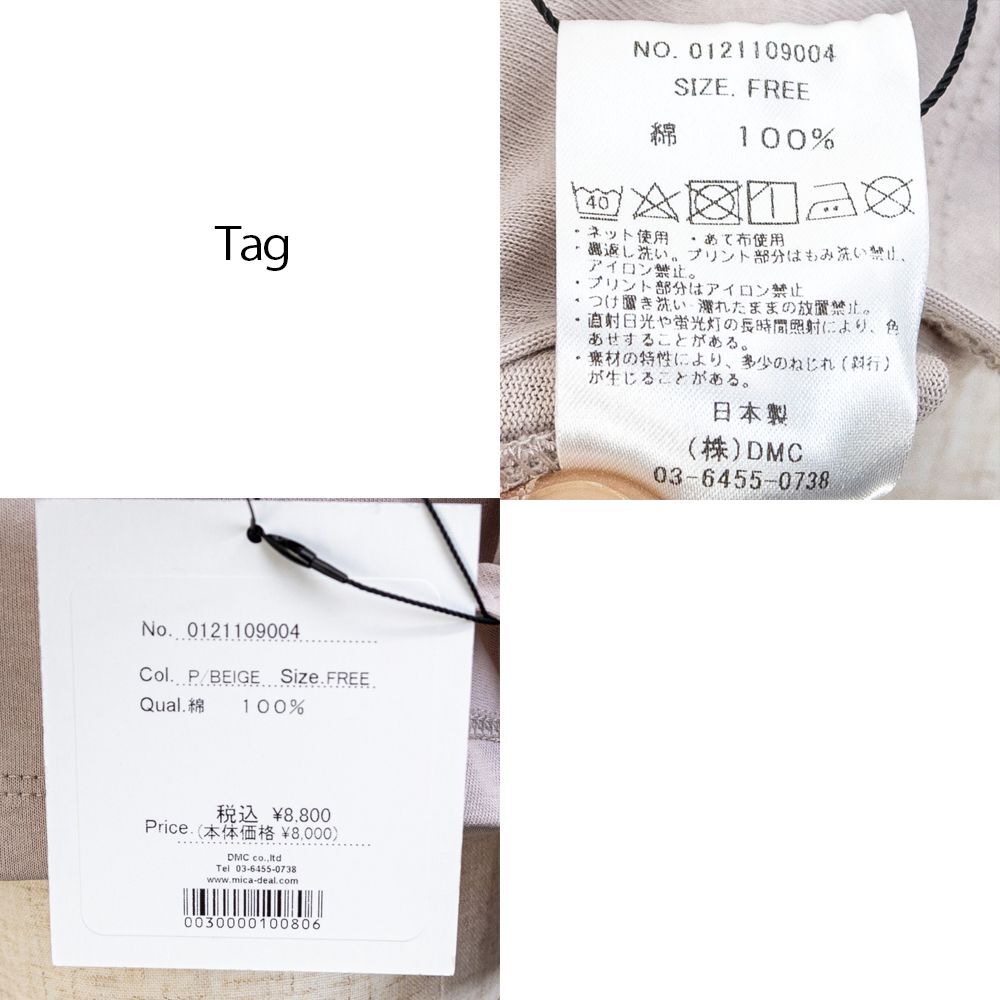 Tag
NO. 0121109004
SIZE. FREE
綿 100%
40
・ネット使用 ・あて布使用
・裏返し洗い。プリント部分はもみ洗い禁止、
アイロン禁止。
・プリント部分はアイロン禁止
・つけ置き洗い・濡れたままの放置禁止。
・直射日光や蛍光灯の長時間照射により、色
あせすることがある。
・素材の特性により、多少のねじれ(斜行)
が生じることがある。
日本製
(株)DMC
03-6455-0738
No. 0121109004
Col. P/BEIGE Size.FREE
Qual.綿 100%
税込 ¥8,800
Price.(本体価格 ¥8,000)
DMC co.,ltd
Tel 03-6455-0738
www.mica-deal.com
0030000100806